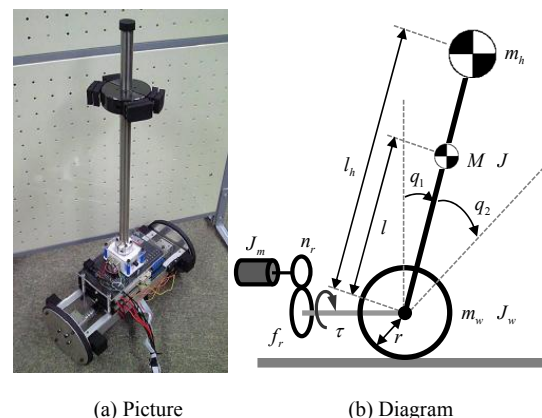 m_h
l_h
M J
q_1
q_2
l
J_m
n_r
f_r
τ
r
m_w J_w
(a) Picture (b) Diagram